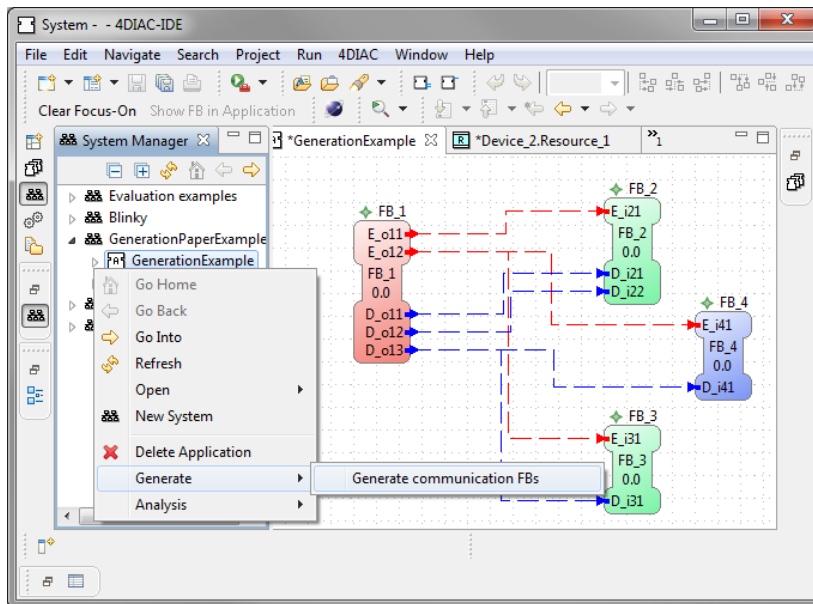 System - - 4DIAC-IDE
File Edit Navigate Search Project Run 4DIAC Window Help
Clear Focus-On Show FB in Application
System Manager
*GenerationExample
*Device_2.Resource_1
»1
Evaluation examples
Blinky
GenerationPaperExample
GenerationExample
Go Home
Go Back
Go Into
Refresh
Open
New System
Delete Application
Generate
Analysis
Generate communication FBs
FB_1
E_o11
E_o12
FB_1
0.0
D_o11
D_o12
D_o13
FB_2
E_i21
FB_2
0.0
D_i21
D_i22
FB_4
E_i41
FB_4
0.0
D_i41
FB_3
E_i31
FB_3
0.0
D_i31